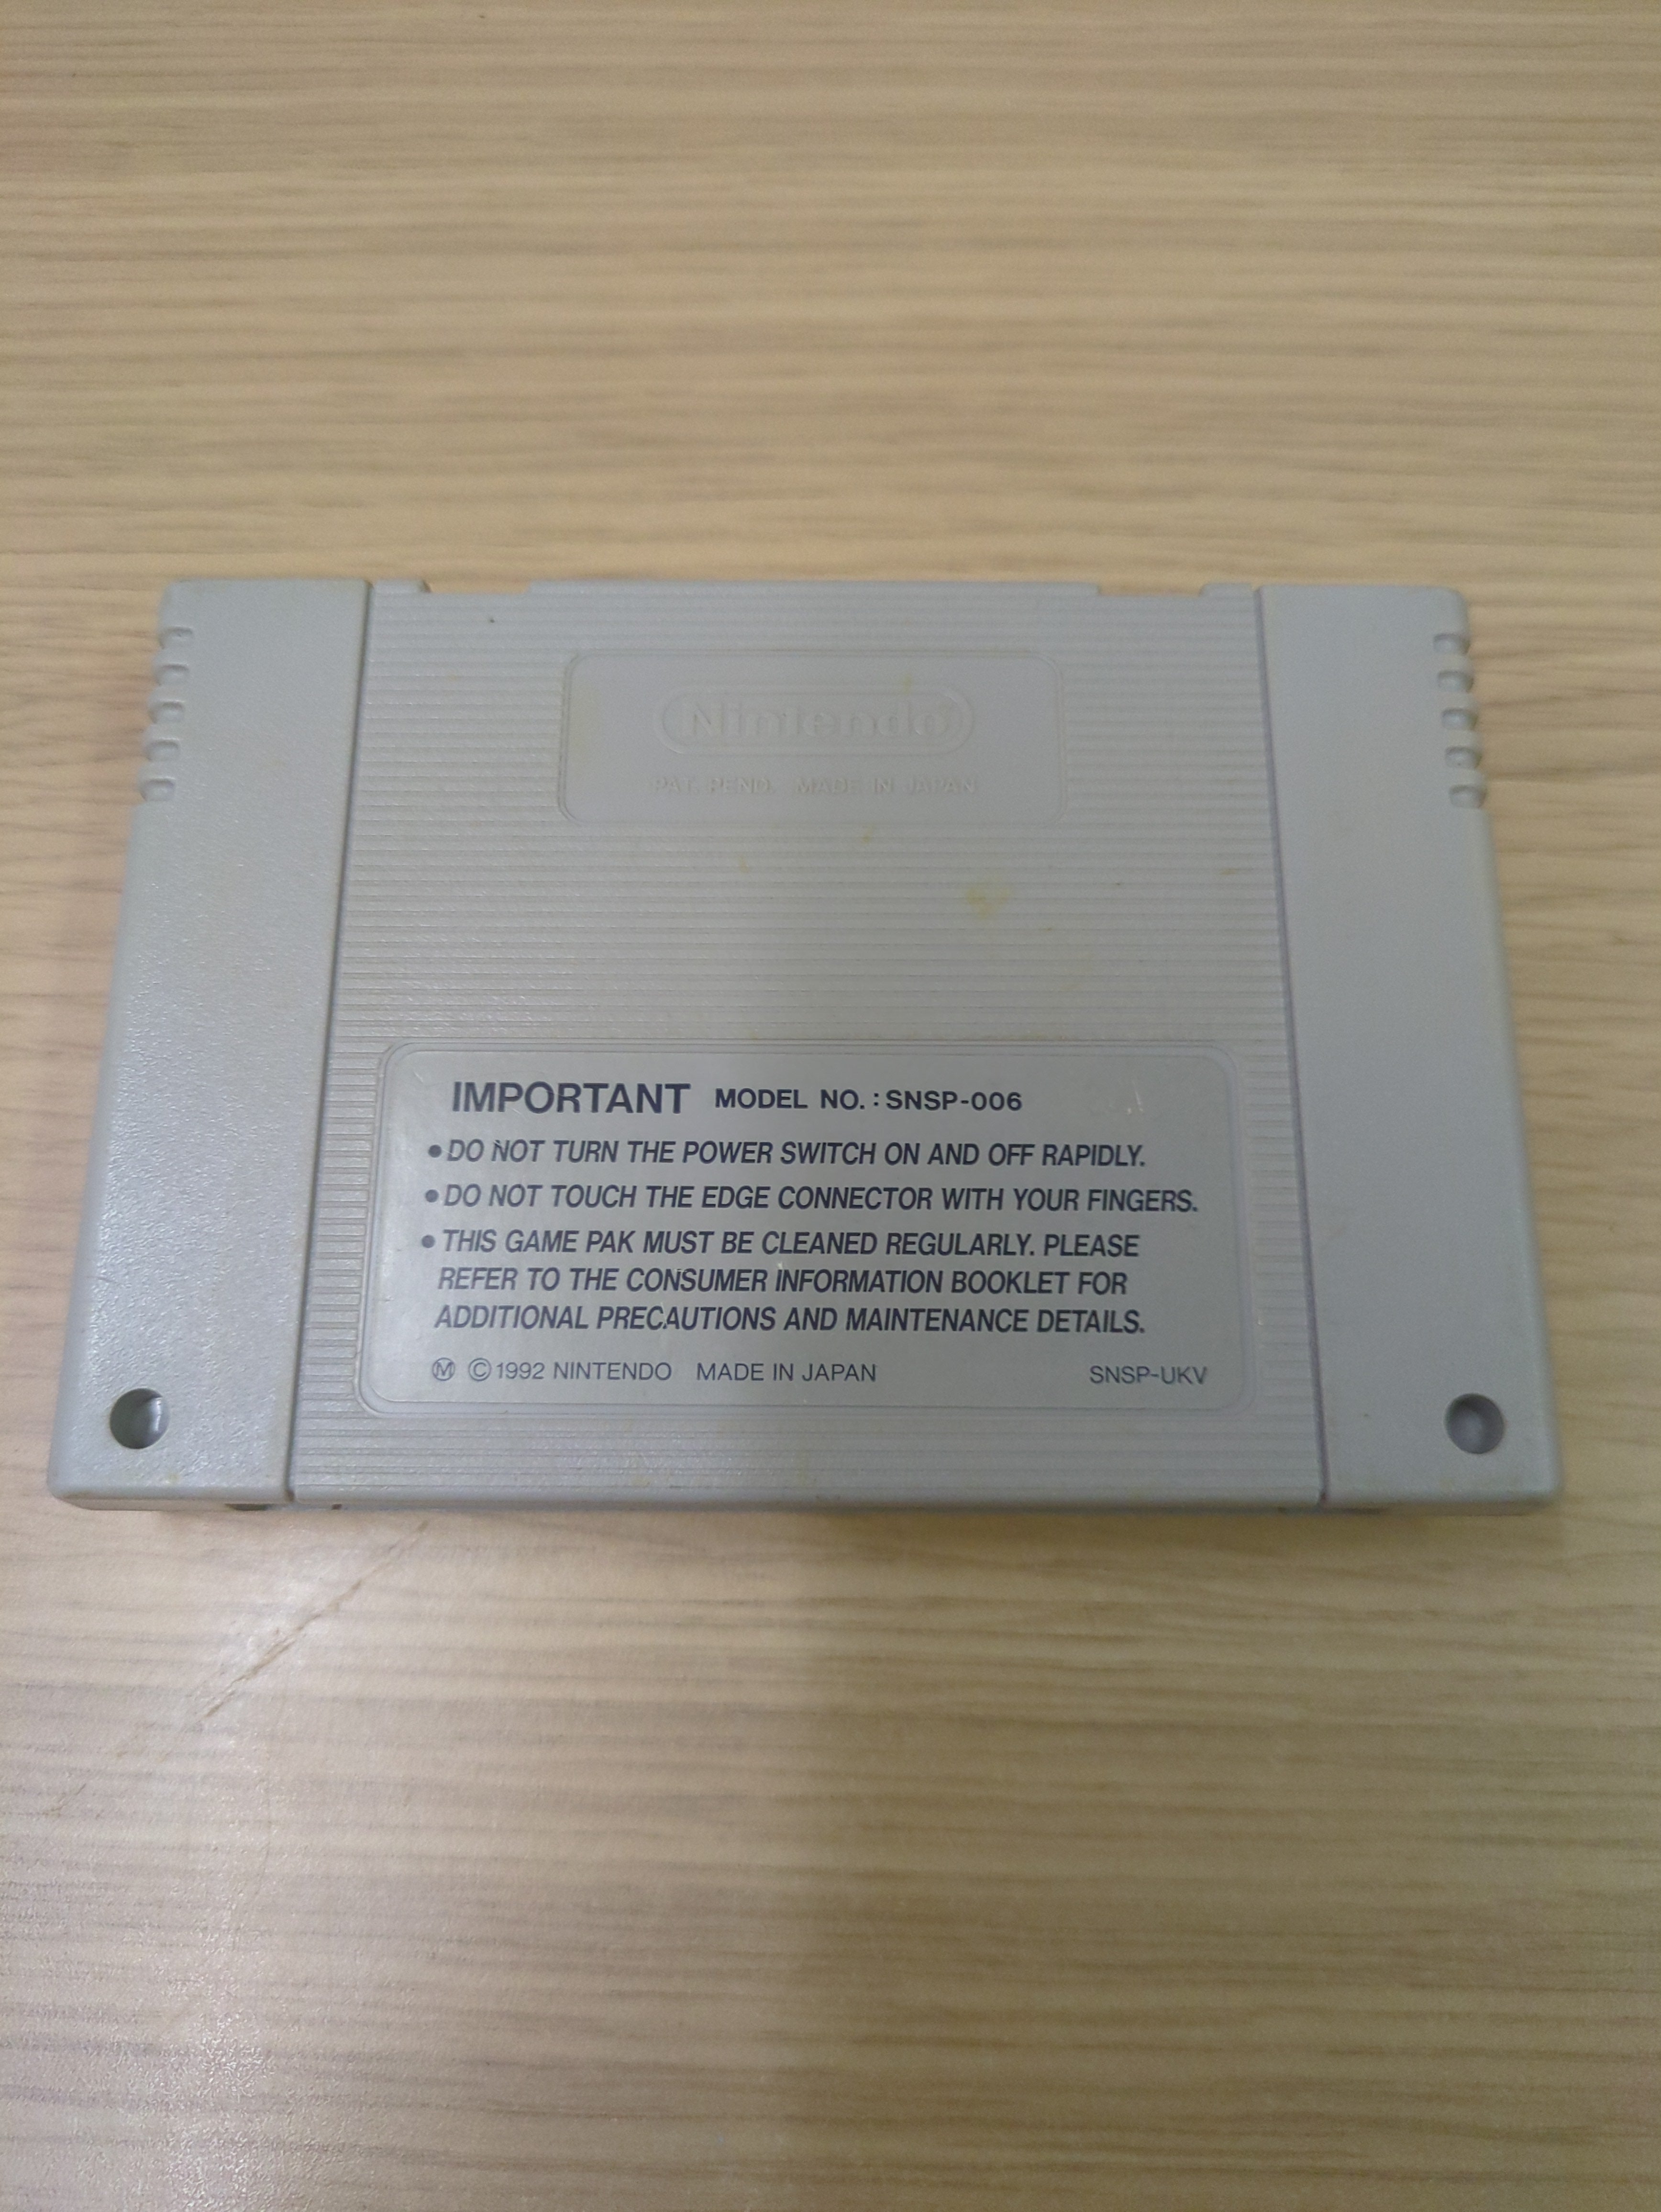 Nintendo
PAT. PEND. MADE IN JAPAN
IMPORTANT MODEL NO.: SNSP-006
• DO NOT TURN THE POWER SWITCH ON AND OFF RAPIDLY.
• DO NOT TOUCH THE EDGE CONNECTOR WITH YOUR FINGERS.
• THIS GAME PAK MUST BE CLEANED REGULARLY. PLEASE
REFER TO THE CONSUMER INFORMATION BOOKLET FOR
ADDITIONAL PRECAUTIONS AND MAINTENANCE DETAILS.
Ⓜ © 1992 NINTENDO MADE IN JAPAN SNSP-UKV